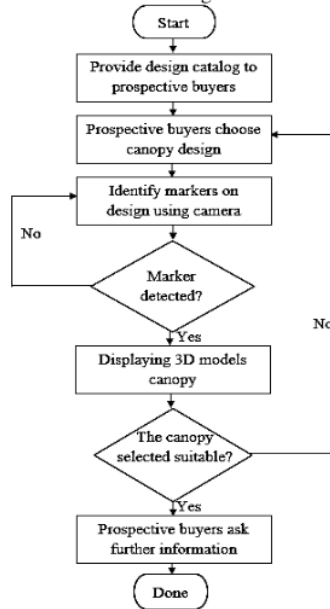 Start
Provide design catalog to
prospective buyers
Prospective buyers choose
canopy design
Identify markers on
design using camera
No
Marker
detected?
Yes
No
Displaying 3D models
canopy
The canopy
selected suitable?
Yes
Prospective buyers ask
further information
Done